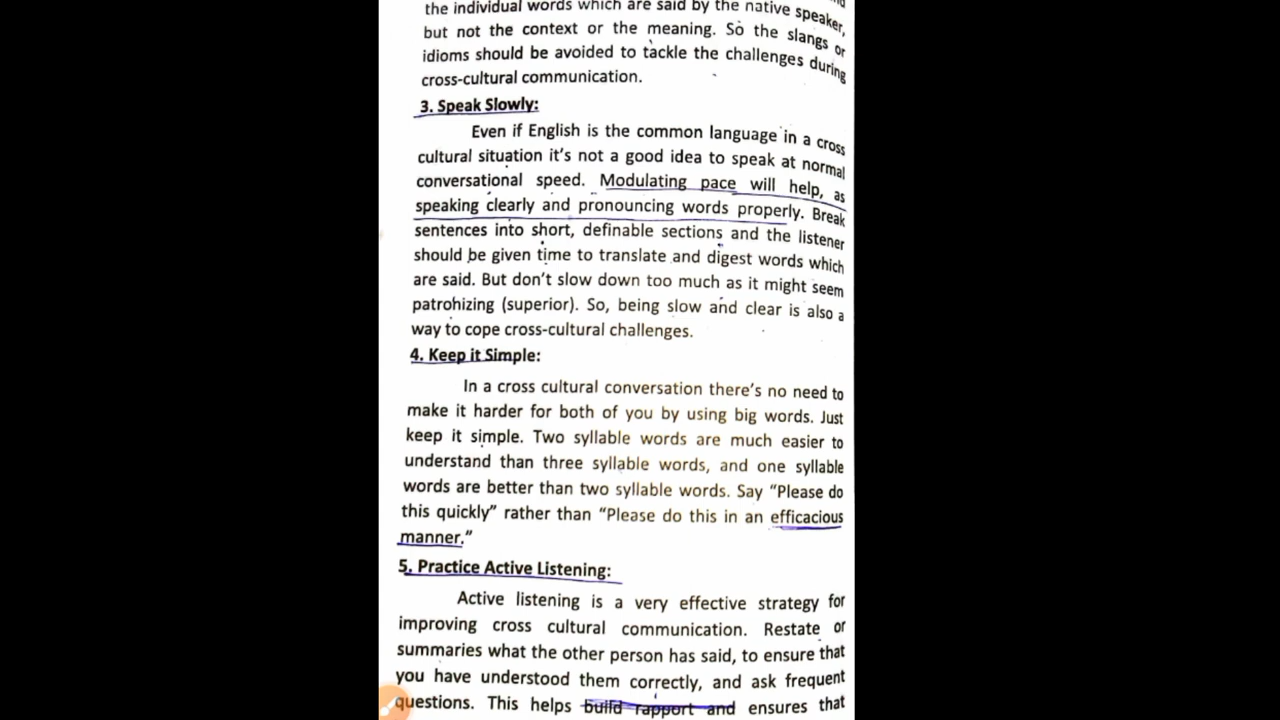 the individual words which are said by the native speaker,
but not the context or the meaning. So the slangs or
idioms should be avoided to tackle the challenges during
cross-cultural communication.
3. Speak Slowly:
Even if English is the common language in a cross
cultural situation it's not a good idea to speak at normal
conversational speed. Modulating pace will help, as
speaking clearly and pronouncing words properly. Break
sentences into short, definable sections and the listener
should be given time to translate and digest words which
are said. But don't slow down too much as it might seem
patrohizing (superior). So, being slow and clear is also a
way to cope cross-cultural challenges.
4. Keep it Simple:
In a cross cultural conversation there's no need to
make it harder for both of you by using big words. Just
keep it simple. Two syllable words are much easier to
understand than three syllable words, and one syllable
words are better than two syllable words. Say "Please do
this quickly" rather than "Please do this in an efficacious
manner."
5. Practice Active Listening:
Active listening is a very effective strategy for
improving cross cultural communication. Restate or
summaries what the other person has said, to ensure that
you have understood them correctly, and ask frequent
questions. This helps build rapport and ensures that